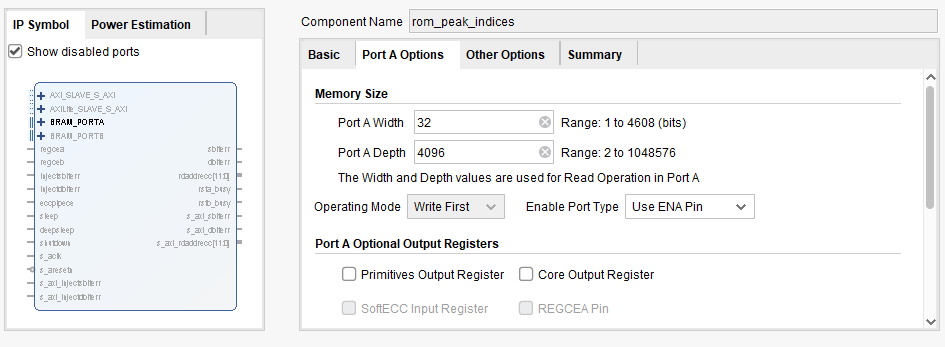 IP Symbol Power Estimation
Show disabled ports
AXI_SLAVE_S_AXI
AXILite_SLAVE_S_AXI
BRAM_PORTA
BRAM_PORTB
regcea sbiterr
regceb dbiterr
injectsbiterr rdaddrecc[11:0]
injectdbiterr rsta_busy
eccpipece rstb_busy
sleep s_axi_sbiterr
deepsleep s_axi_dbiterr
shutdown s_axi_rdaddrecc[11:0]
s_aclk
s_aresetn
s_axi_injectsbiterr
s_axi_injectdbiterr
Component Name rom_peak_indices
Basic Port A Options Other Options Summary
Memory Size
Port A Width 32 Range: 1 to 4608 (bits)
Port A Depth 4096 Range: 2 to 1048576
The Width and Depth values are used for Read Operation in Port A
Operating Mode Write First Enable Port Type Use ENA Pin
Port A Optional Output Registers
Primitives Output Register Core Output Register
SoftECC Input Register REGCEA Pin